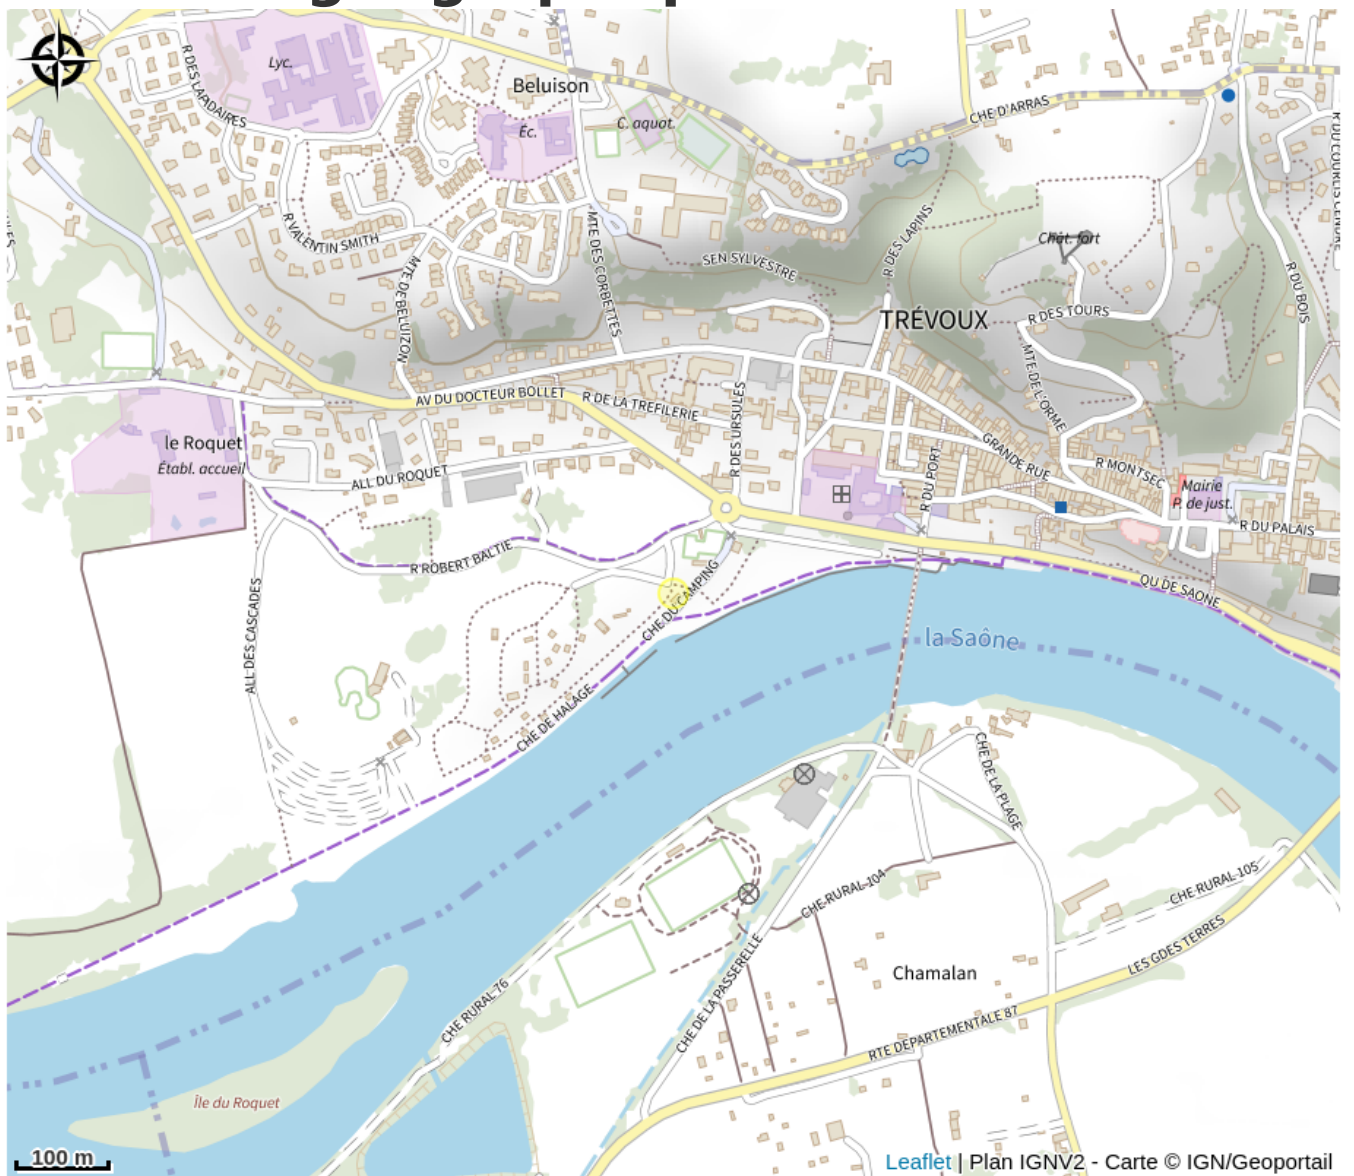 Lyc.
R DES LAPIDAIRES
Beluison
Éc.
C. aquat.
CHE D'ARRAS
R DU COURLIS CENDRE
R VALENTIN SMITH
MTE DE BELUIZON
MTE DES CORBETTES
SEN SYLVESTRE
R DES LAPINS
Chât. fort
R DU BOIS
TRÉVOUX
R DES TOURS
MTE DE L'ORME
AV DU DOCTEUR BOLLET
R DE LA TREFILERIE
R DES URSULES
le Roquet
Établ. accueil
ALL DU ROQUET
R DU PORT
GRANDE RUE
R MONTSEC
Mairie
P. de just.
R DU PALAIS
R ROBERT BALTIE
CHE DU CAMPING
QU DE SAONE
ALL DES CASCADES
la Saône
CHE DE HALAGE
CHE DE LA PLAGE
CHE RURAL 104
CHE RURAL 105
LES GDES TERRES
Chamalan
CHE DE LA PASSERELLE
CHE RURAL 76
RTE DEPARTEMENTALE 87
Île du Roquet
100 m
Leaflet | Plan IGNV2 - Carte © IGN/Geoportail